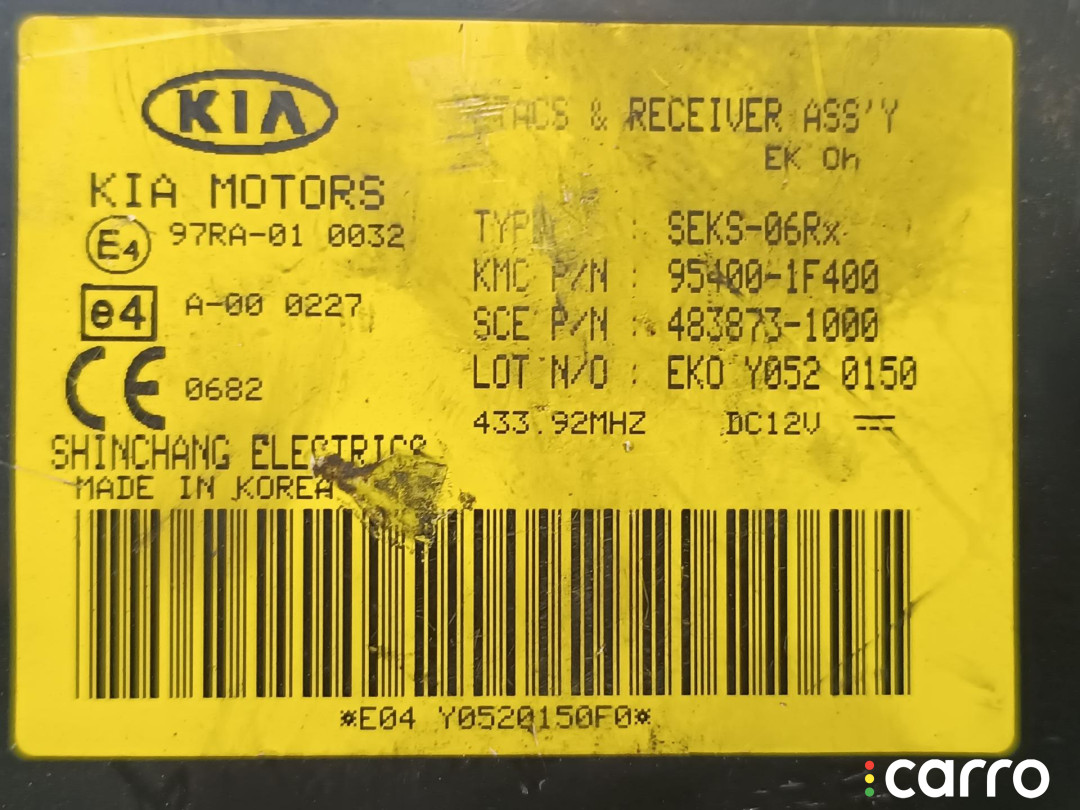 KIA
KIA MOTORS
E4 97RA-01 0032
e4 A-00 0227
CE 0682
SHINCHANG ELECTRICS
MADE IN KOREA
TACS & RECEIVER ASS'Y
EK Oh
TYP : SEKS-06Rx
KMC P/N : 95400-1F400
SCE P/N : 483873-1000
LOT N/O : EKO Y052 0150
433.92MHZ DC12V
*E04 Y0520150F0*
carro